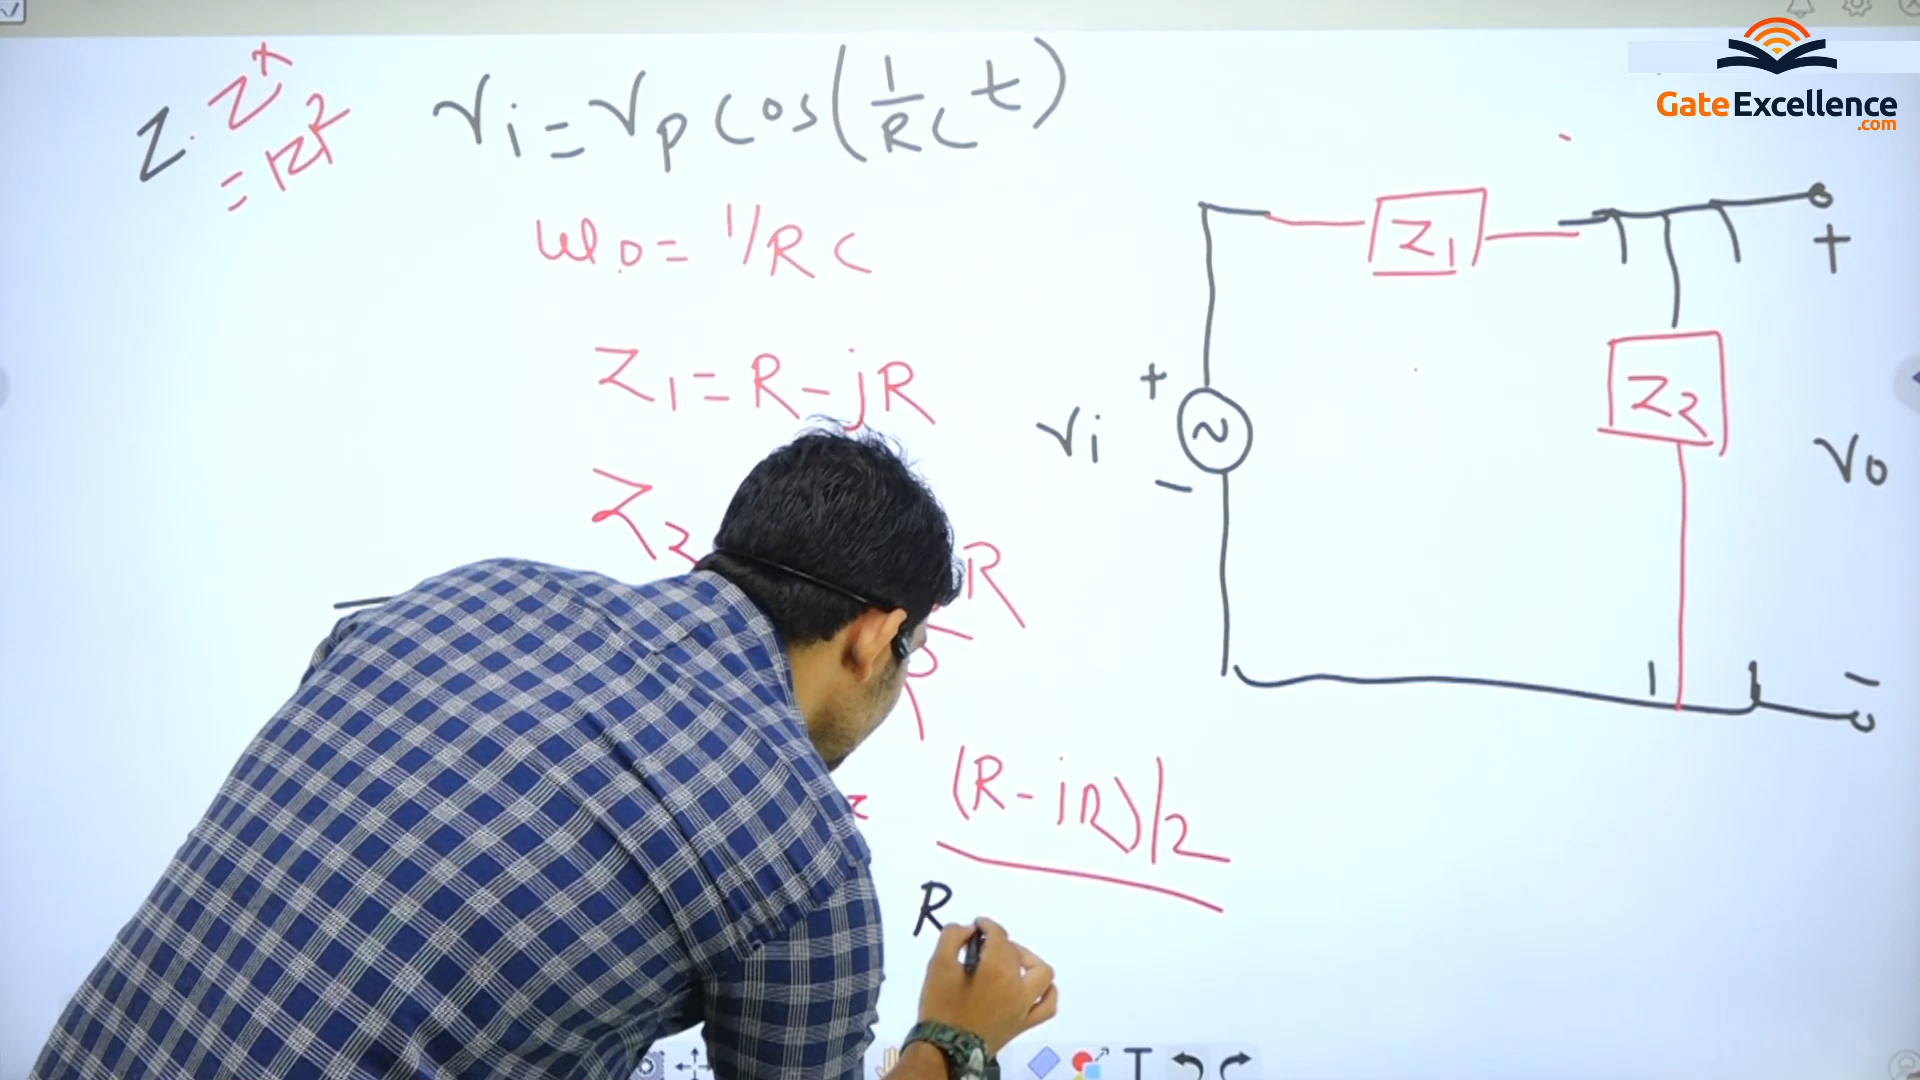 GateExcellence
.com
Z . Z*
= |Z|²
Vi = Vp cos(1/RC t)
ω0 = 1/RC
Z1
+
Z1 = R - jR
Z2
+
Vi
~
-
V0
Z2
R
(R - jR)/2
R
-
T